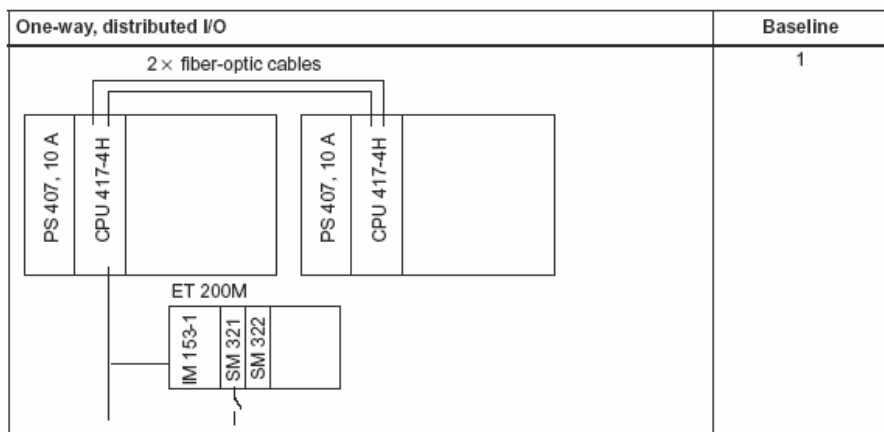 One-way, distributed I/O
Baseline
2 × fiber-optic cables
1
PS 407, 10 A
CPU 417-4H
PS 407, 10 A
CPU 417-4H
ET 200M
IM 153-1
SM 321
SM 322